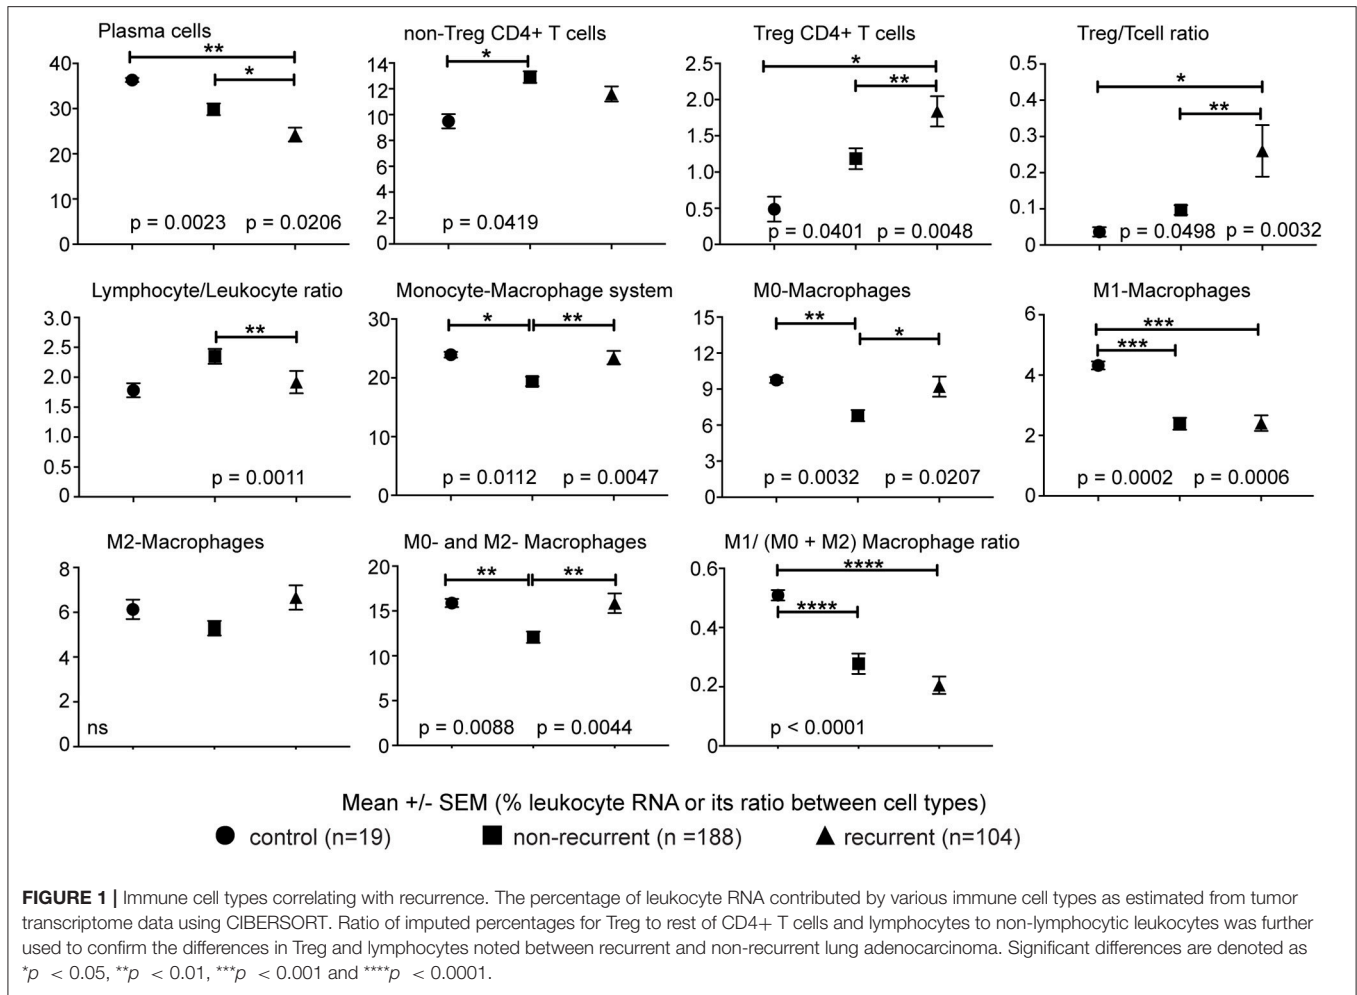 Plasma cells
**
*
40
30
20
10
0
p = 0.0023 p = 0.0206
non-Treg CD4+ T cells
*
14
12
10
8
6
4
2
0
p = 0.0419
Treg CD4+ T cells
*
**
2.5
2.0
1.5
1.0
0.5
0
p = 0.0401 p = 0.0048
Treg/Tcell ratio
*
**
0.5
0.4
0.3
0.2
0.1
0
p = 0.0498 p = 0.0032
Lymphocyte/Leukocyte ratio
**
3.0
2.5
2.0
1.5
1.0
0.5
0
p = 0.0011
Monocyte-Macrophage system
* **
30
20
10
0
p = 0.0112 p = 0.0047
M0-Macrophages
**
*
15
12
9
6
3
0
p = 0.0032 p = 0.0207
M1-Macrophages
***
***
6
4
2
0
p = 0.0002 p = 0.0006
M2-Macrophages
8
6
4
2
0
ns
M0- and M2- Macrophages
** **
20
15
10
5
0
p = 0.0088 p = 0.0044
M1/ (M0 + M2) Macrophage ratio
****
****
0.6
0.4
0.2
0
p < 0.0001
Mean +/- SEM (% leukocyte RNA or its ratio between cell types)
control (n=19) non-recurrent (n =188) recurrent (n=104)
FIGURE 1 | Immune cell types correlating with recurrence. The percentage of leukocyte RNA contributed by various immune cell types as estimated from tumor
transcriptome data using CIBERSORT. Ratio of imputed percentages for Treg to rest of CD4+ T cells and lymphocytes to non-lymphocytic leukocytes was further
used to confirm the differences in Treg and lymphocytes noted between recurrent and non-recurrent lung adenocarcinoma. Significant differences are denoted as
*p < 0.05, **p < 0.01, ***p < 0.001 and ****p < 0.0001.